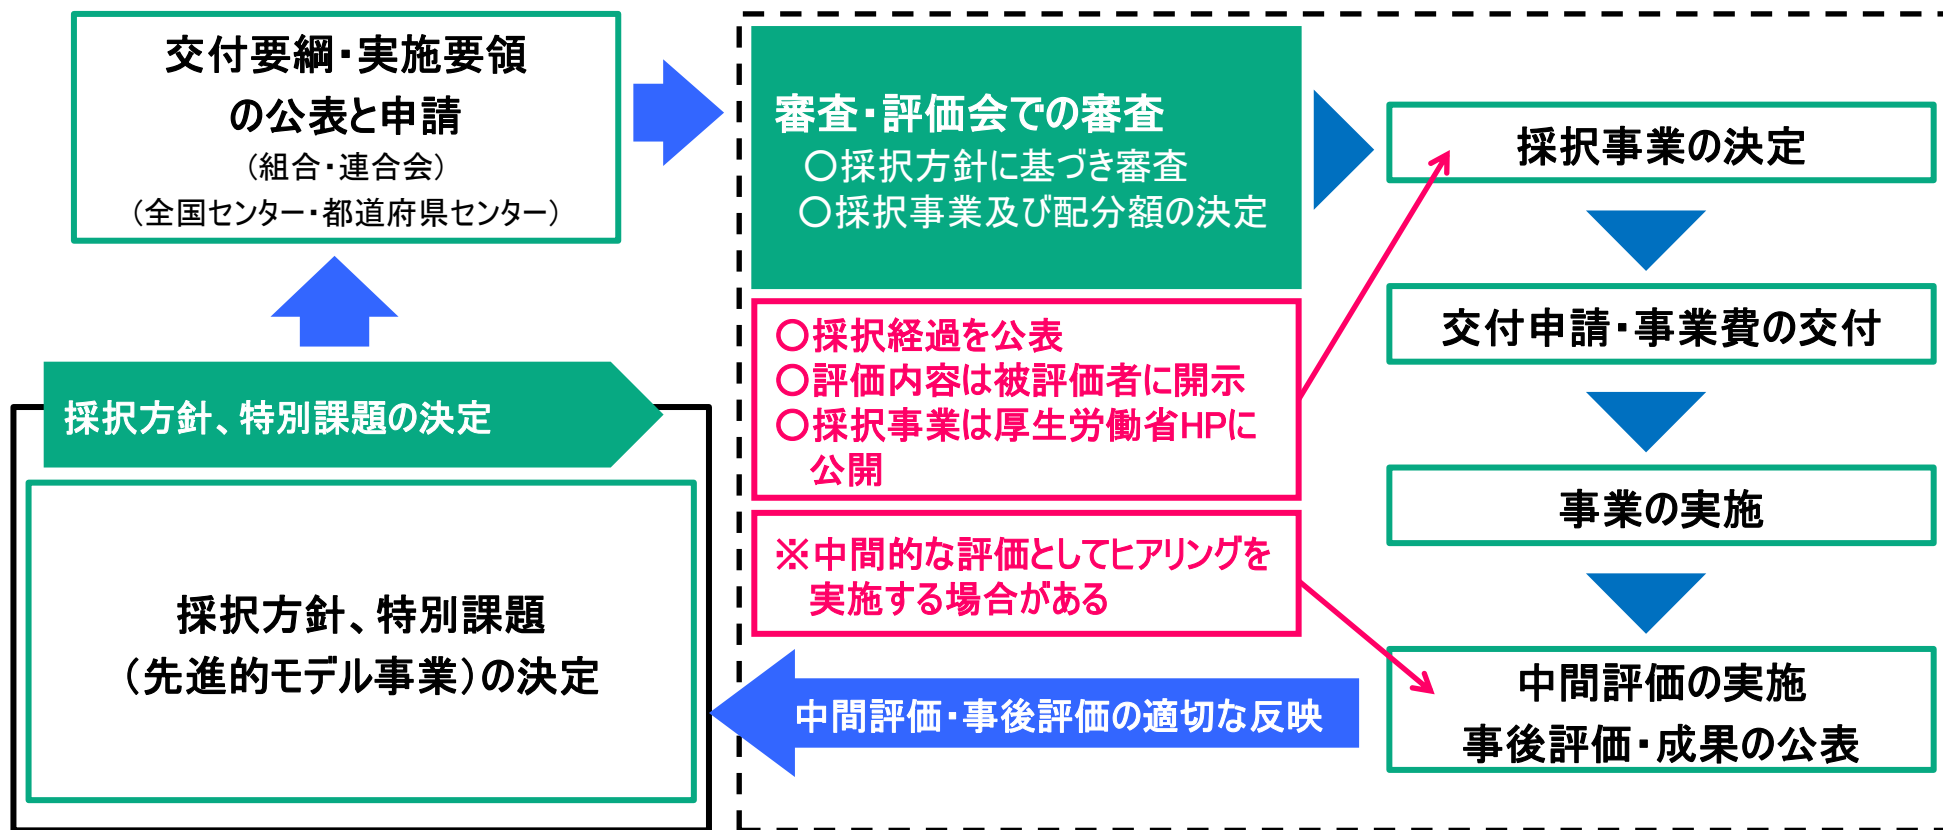 交付要綱・実施要領
の公表と申請
(組合・連合会)
(全国センター・都道府県センター)
採択方針、特別課題の決定
採択方針、特別課題
(先進的モデル事業)の決定
審査・評価会での審査
○採択方針に基づき審査
○採択事業及び配分額の決定
○採択経過を公表
○評価内容は被評価者に開示
○採択事業は厚生労働省HPに
公開
※中間的な評価としてヒアリングを
実施する場合がある
中間評価・事後評価の適切な反映
採択事業の決定
交付申請・事業費の交付
事業の実施
中間評価の実施
事後評価・成果の公表